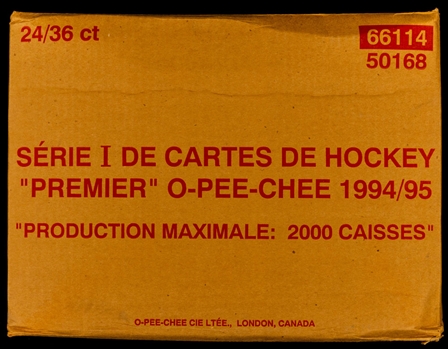 24/36 ct
66114
50168
SÉRIE I DE CARTES DE HOCKEY
"PREMIER" O-PEE-CHEE 1994/95
"PRODUCTION MAXIMALE: 2000 CAISSES"
O-PEE-CHEE CIE LTÉE., LONDON, CANADA